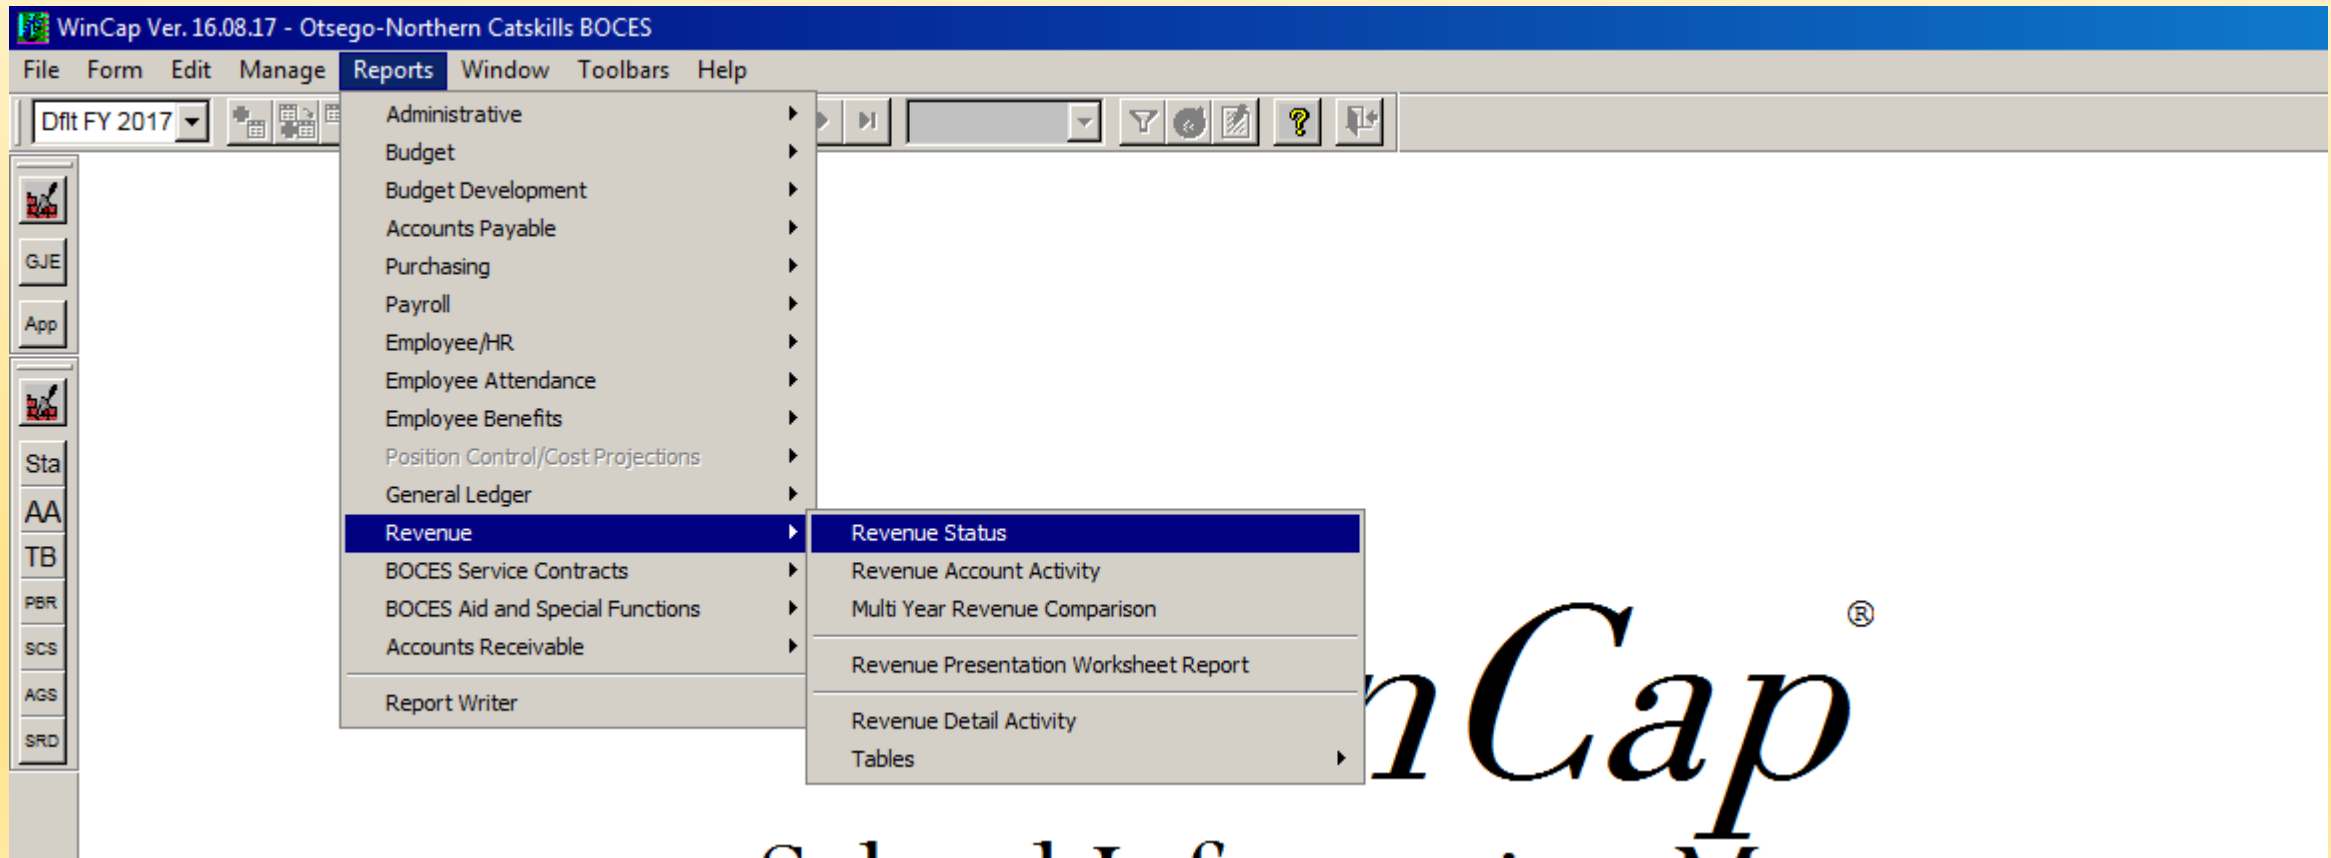 WinCap Ver. 16.08.17 - Otsego-Northern Catskills BOCES
File Form Edit Manage Reports Window Toolbars Help
Dflt FY 2017
Administrative
Budget
Budget Development
Accounts Payable
Purchasing
Payroll
Employee/HR
Employee Attendance
Employee Benefits
Position Control/Cost Projections
General Ledger
Revenue
BOCES Service Contracts
BOCES Aid and Special Functions
Accounts Receivable
Report Writer
Revenue Status
Revenue Account Activity
Multi Year Revenue Comparison
Revenue Presentation Worksheet Report
Revenue Detail Activity
Tables
GJE
App
Sta
AA
TB
PBR
SCS
AGS
SRD
nCap®